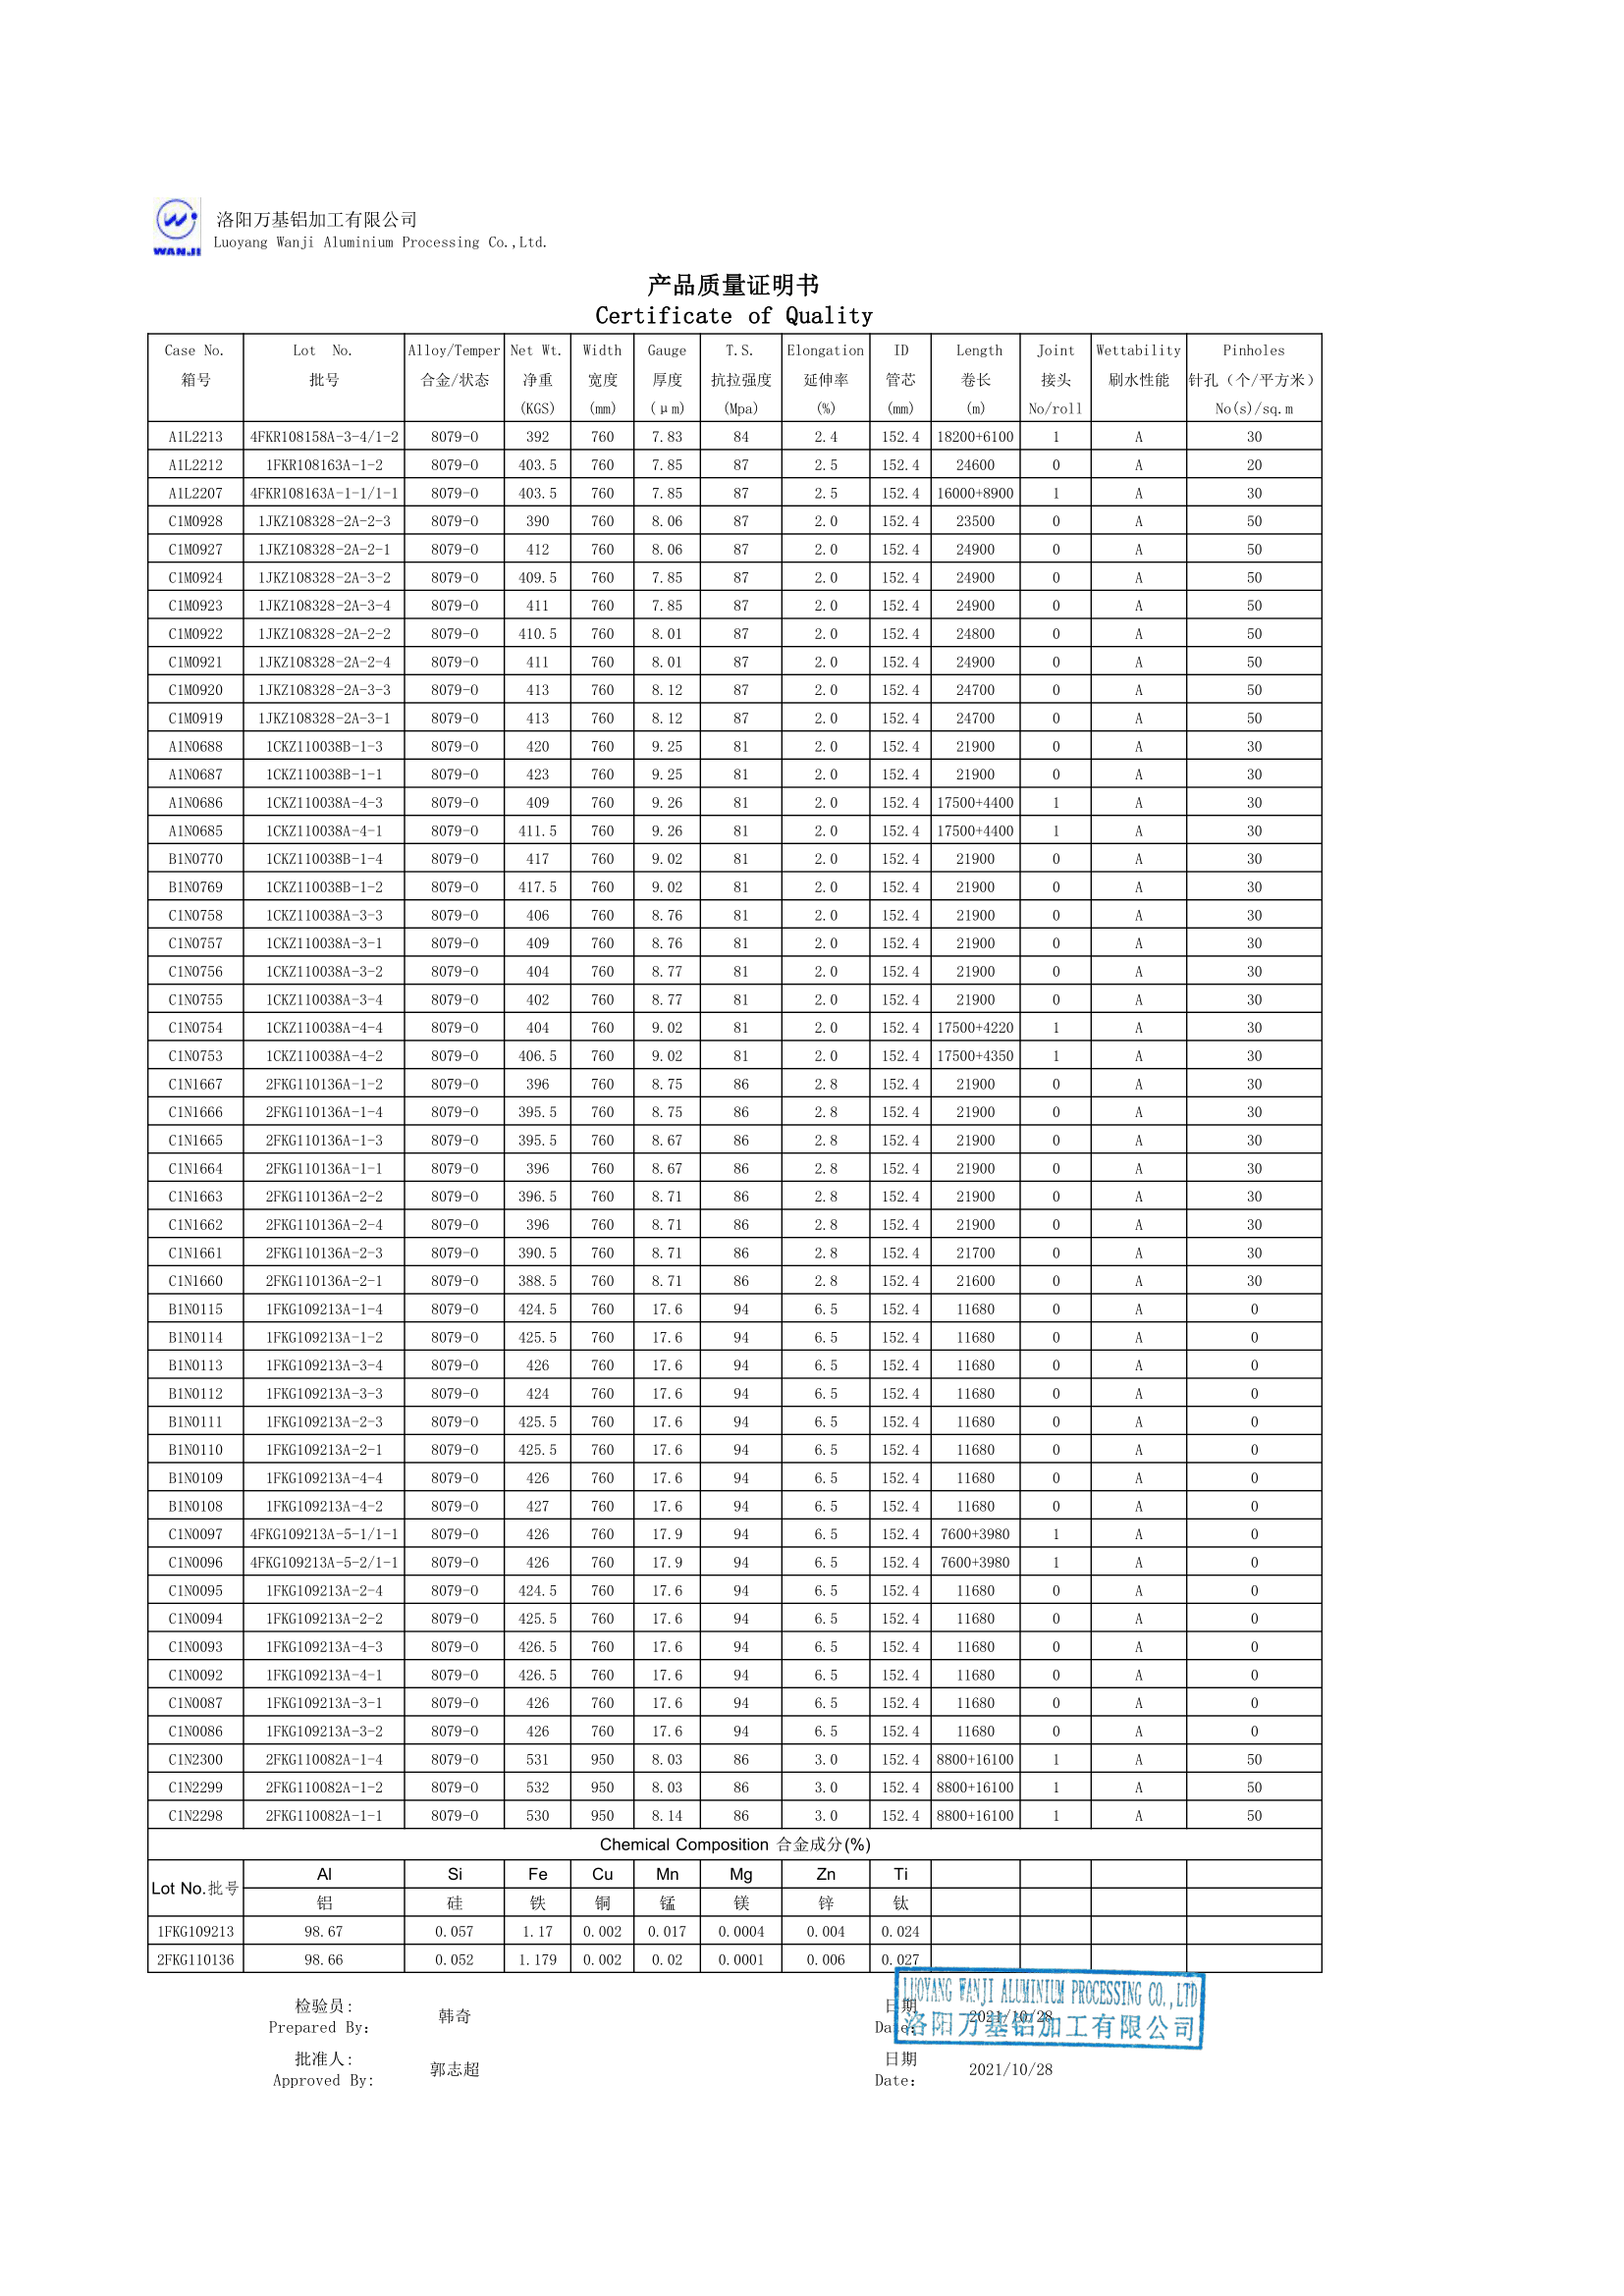 WANJI
洛阳万基铝加工有限公司
Luoyang Wanji Aluminium Processing Co.,Ltd.
产品质量证明书
Certificate of Quality
Case No. Lot No. Alloy/Temper Net Wt. Width Gauge T.S. Elongation ID Length Joint Wettability Pinholes
箱号 批号 合金/状态 净重 宽度 厚度 抗拉强度 延伸率 管芯 卷长 接头 刷水性能 针孔（个/平方米）
(KGS) (mm) (μm) (Mpa) (%) (mm) (m) No/roll No(s)/sq.m
A1L2213 4FKR108158A-3-4/1-2 8079-O 392 760 7.83 84 2.4 152.4 18200+6100 1 A 30
A1L2212 1FKR108163A-1-2 8079-O 403.5 760 7.85 87 2.5 152.4 24600 0 A 20
A1L2207 4FKR108163A-1-1/1-1 8079-O 403.5 760 7.85 87 2.5 152.4 16000+8900 1 A 30
C1M0928 1JKZ108328-2A-2-3 8079-O 390 760 8.06 87 2.0 152.4 23500 0 A 50
C1M0927 1JKZ108328-2A-2-1 8079-O 412 760 8.06 87 2.0 152.4 24900 0 A 50
C1M0924 1JKZ108328-2A-3-2 8079-O 409.5 760 7.85 87 2.0 152.4 24900 0 A 50
C1M0923 1JKZ108328-2A-3-4 8079-O 411 760 7.85 87 2.0 152.4 24900 0 A 50
C1M0922 1JKZ108328-2A-2-2 8079-O 410.5 760 8.01 87 2.0 152.4 24800 0 A 50
C1M0921 1JKZ108328-2A-2-4 8079-O 411 760 8.01 87 2.0 152.4 24900 0 A 50
C1M0920 1JKZ108328-2A-3-3 8079-O 413 760 8.12 87 2.0 152.4 24700 0 A 50
C1M0919 1JKZ108328-2A-3-1 8079-O 413 760 8.12 87 2.0 152.4 24700 0 A 50
A1N0688 1CKZ110038B-1-3 8079-O 420 760 9.25 81 2.0 152.4 21900 0 A 30
A1N0687 1CKZ110038B-1-1 8079-O 423 760 9.25 81 2.0 152.4 21900 0 A 30
A1N0686 1CKZ110038A-4-3 8079-O 409 760 9.26 81 2.0 152.4 17500+4400 1 A 30
A1N0685 1CKZ110038A-4-1 8079-O 411.5 760 9.26 81 2.0 152.4 17500+4400 1 A 30
B1N0770 1CKZ110038B-1-4 8079-O 417 760 9.02 81 2.0 152.4 21900 0 A 30
B1N0769 1CKZ110038B-1-2 8079-O 417.5 760 9.02 81 2.0 152.4 21900 0 A 30
C1N0758 1CKZ110038A-3-3 8079-O 406 760 8.76 81 2.0 152.4 21900 0 A 30
C1N0757 1CKZ110038A-3-1 8079-O 409 760 8.76 81 2.0 152.4 21900 0 A 30
C1N0756 1CKZ110038A-3-2 8079-O 404 760 8.77 81 2.0 152.4 21900 0 A 30
C1N0755 1CKZ110038A-3-4 8079-O 402 760 8.77 81 2.0 152.4 21900 0 A 30
C1N0754 1CKZ110038A-4-4 8079-O 404 760 9.02 81 2.0 152.4 17500+4220 1 A 30
C1N0753 1CKZ110038A-4-2 8079-O 406.5 760 9.02 81 2.0 152.4 17500+4350 1 A 30
C1N1667 2FKG110136A-1-2 8079-O 396 760 8.75 86 2.8 152.4 21900 0 A 30
C1N1666 2FKG110136A-1-4 8079-O 395.5 760 8.75 86 2.8 152.4 21900 0 A 30
C1N1665 2FKG110136A-1-3 8079-O 395.5 760 8.67 86 2.8 152.4 21900 0 A 30
C1N1664 2FKG110136A-1-1 8079-O 396 760 8.67 86 2.8 152.4 21900 0 A 30
C1N1663 2FKG110136A-2-2 8079-O 396.5 760 8.71 86 2.8 152.4 21900 0 A 30
C1N1662 2FKG110136A-2-4 8079-O 396 760 8.71 86 2.8 152.4 21900 0 A 30
C1N1661 2FKG110136A-2-3 8079-O 390.5 760 8.71 86 2.8 152.4 21700 0 A 30
C1N1660 2FKG110136A-2-1 8079-O 388.5 760 8.71 86 2.8 152.4 21600 0 A 30
B1N0115 1FKG109213A-1-4 8079-O 424.5 760 17.6 94 6.5 152.4 11680 0 A 0
B1N0114 1FKG109213A-1-2 8079-O 425.5 760 17.6 94 6.5 152.4 11680 0 A 0
B1N0113 1FKG109213A-3-4 8079-O 426 760 17.6 94 6.5 152.4 11680 0 A 0
B1N0112 1FKG109213A-3-3 8079-O 424 760 17.6 94 6.5 152.4 11680 0 A 0
B1N0111 1FKG109213A-2-3 8079-O 425.5 760 17.6 94 6.5 152.4 11680 0 A 0
B1N0110 1FKG109213A-2-1 8079-O 425.5 760 17.6 94 6.5 152.4 11680 0 A 0
B1N0109 1FKG109213A-4-4 8079-O 426 760 17.6 94 6.5 152.4 11680 0 A 0
B1N0108 1FKG109213A-4-2 8079-O 427 760 17.6 94 6.5 152.4 11680 0 A 0
C1N0097 4FKG109213A-5-1/1-1 8079-O 426 760 17.9 94 6.5 152.4 7600+3980 1 A 0
C1N0096 4FKG109213A-5-2/1-1 8079-O 426 760 17.9 94 6.5 152.4 7600+3980 1 A 0
C1N0095 1FKG109213A-2-4 8079-O 424.5 760 17.6 94 6.5 152.4 11680 0 A 0
C1N0094 1FKG109213A-2-2 8079-O 425.5 760 17.6 94 6.5 152.4 11680 0 A 0
C1N0093 1FKG109213A-4-3 8079-O 426.5 760 17.6 94 6.5 152.4 11680 0 A 0
C1N0092 1FKG109213A-4-1 8079-O 426.5 760 17.6 94 6.5 152.4 11680 0 A 0
C1N0087 1FKG109213A-3-1 8079-O 426 760 17.6 94 6.5 152.4 11680 0 A 0
C1N0086 1FKG109213A-3-2 8079-O 426 760 17.6 94 6.5 152.4 11680 0 A 0
C1N2300 2FKG110082A-1-4 8079-O 531 950 8.03 86 3.0 152.4 8800+16100 1 A 50
C1N2299 2FKG110082A-1-2 8079-O 532 950 8.03 86 3.0 152.4 8800+16100 1 A 50
C1N2298 2FKG110082A-1-1 8079-O 530 950 8.14 86 3.0 152.4 8800+16100 1 A 50
Chemical Composition 合金成分(%)
Lot No.批号 Al Si Fe Cu Mn Mg Zn Ti
铝 硅 铁 铜 锰 镁 锌 钛
1FKG109213 98.67 0.057 1.17 0.002 0.017 0.0004 0.004 0.024
2FKG110136 98.66 0.052 1.179 0.002 0.02 0.0001 0.006 0.027
LUOYANG WANJI ALUMINIUM PROCESSING CO.,LTD
洛阳万基铝加工有限公司
检验员: 韩奇 日期 2021/10/28
Prepared By: Date:
批准人: 郭志超 日期 2021/10/28
Approved By: Date: